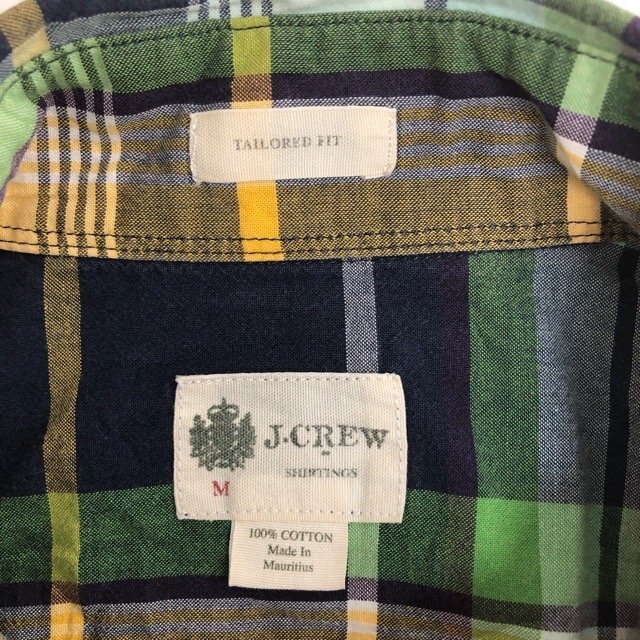 TAILORED FIT
J.CREW
SHIRTINGS
M
100% COTTON
Made In
Mauritius